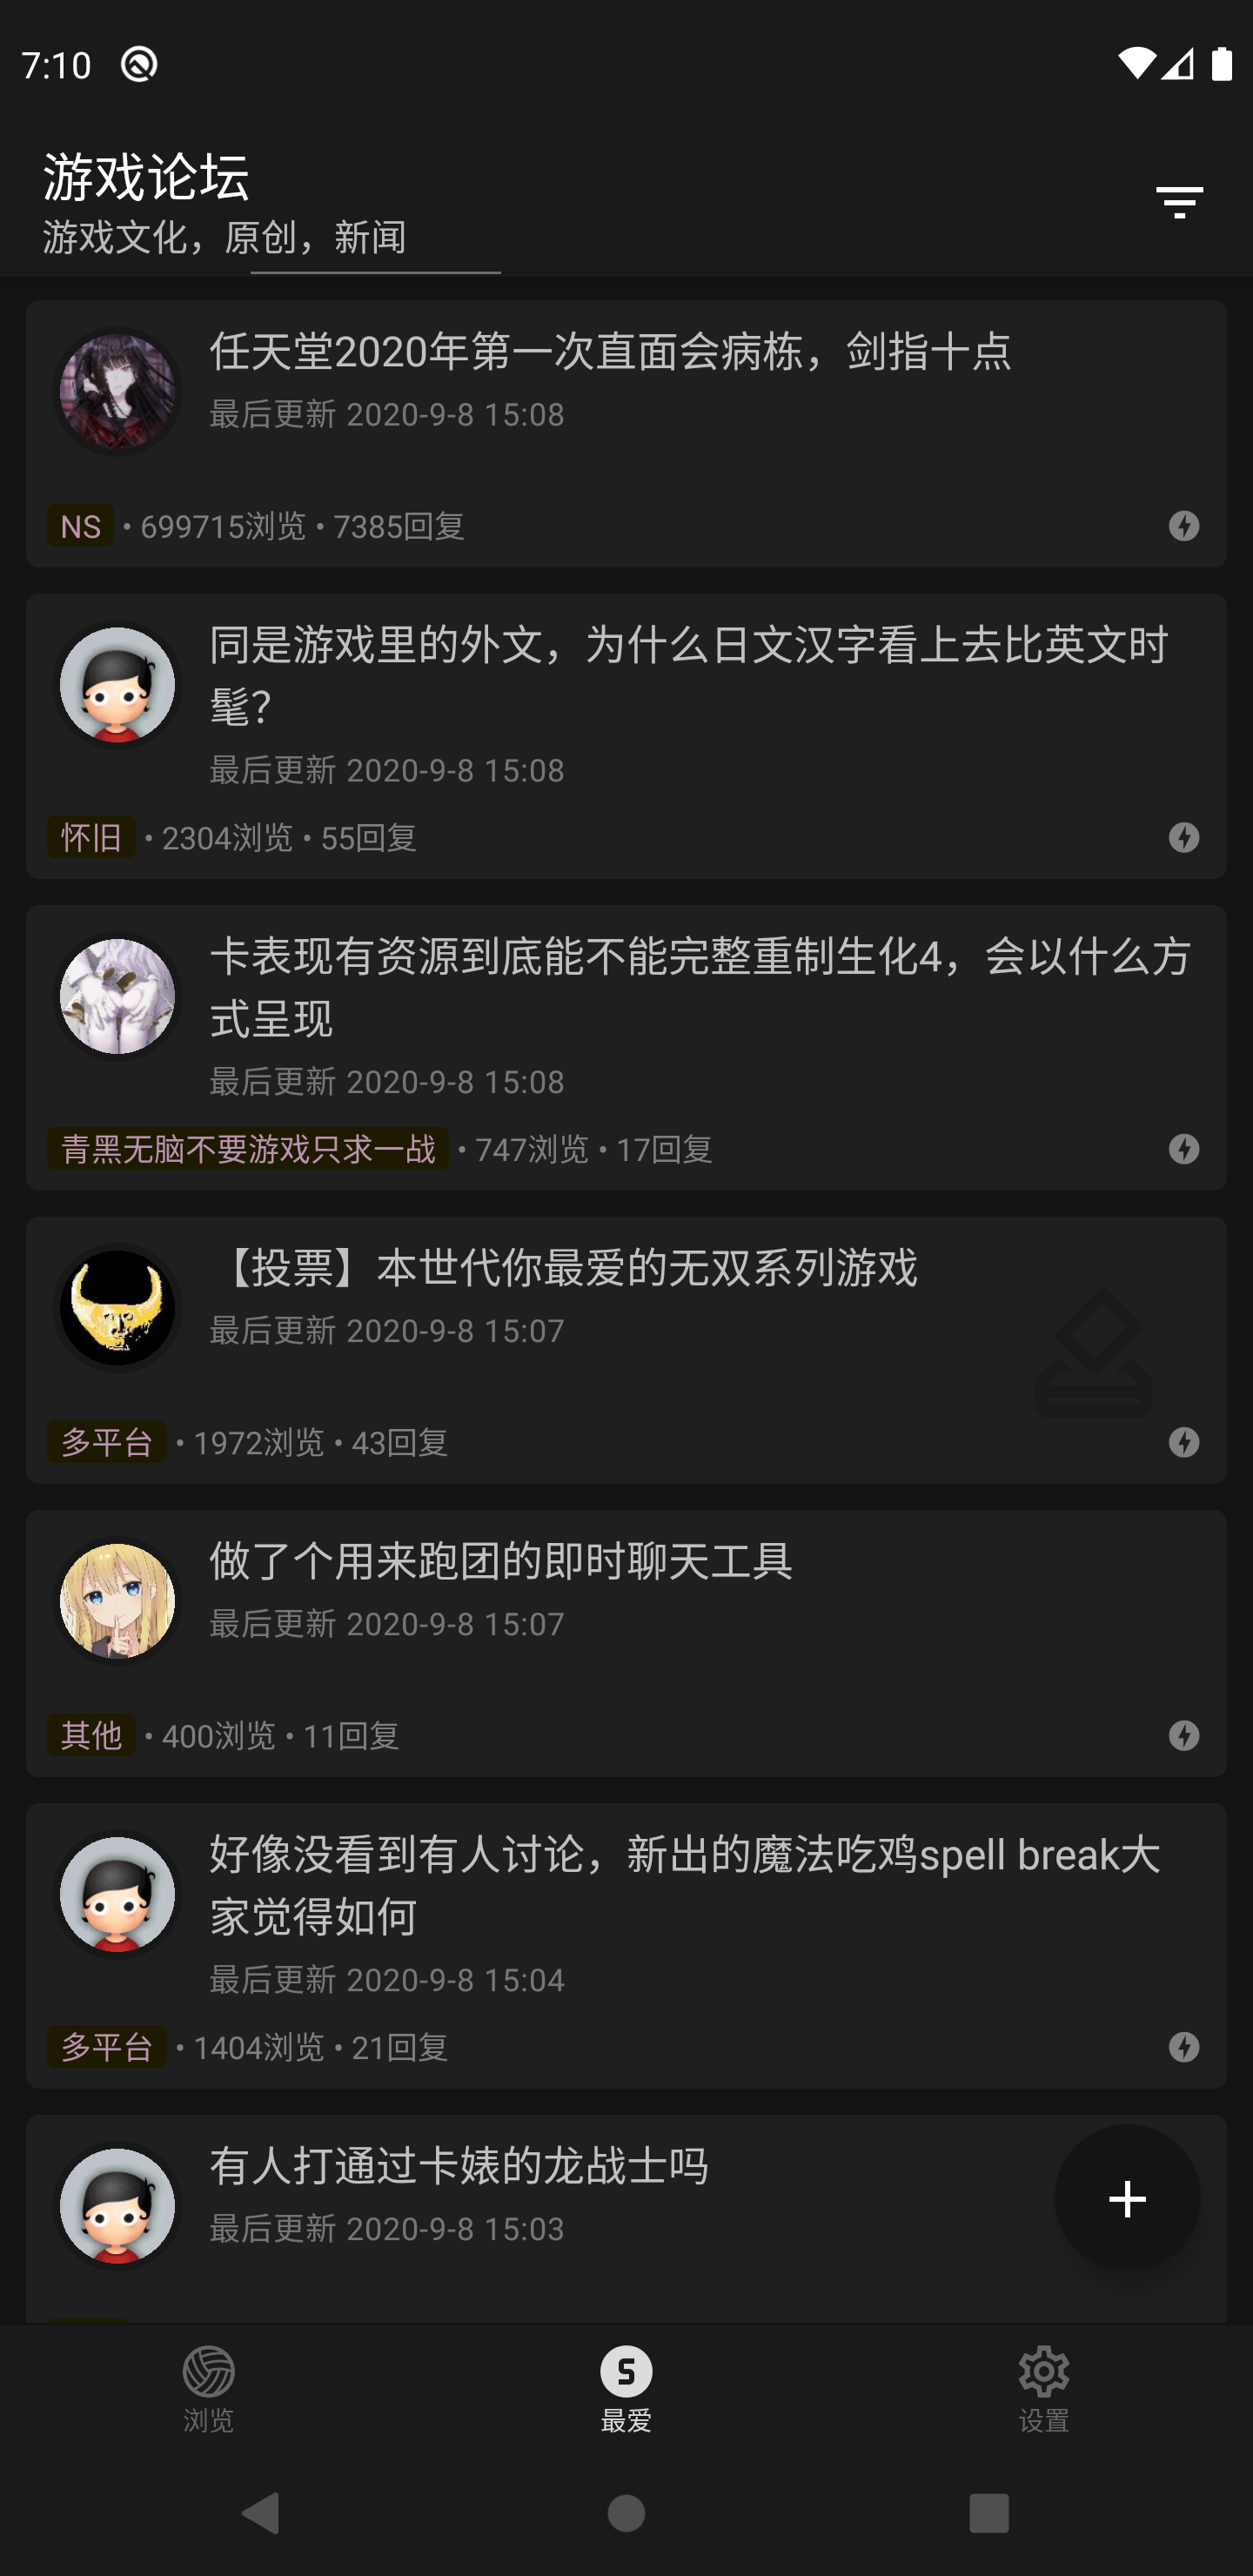 7:10
游戏论坛
游戏文化，原创，新闻
任天堂2020年第一次直面会病栋，剑指十点
最后更新 2020-9-8 15:08
NS • 699715浏览 • 7385回复
同是游戏里的外文，为什么日文汉字看上去比英文时
髦？
最后更新 2020-9-8 15:08
怀旧 • 2304浏览 • 55回复
卡表现有资源到底能不能完整重制生化4，会以什么方
式呈现
最后更新 2020-9-8 15:08
青黑无脑不要游戏只求一战 • 747浏览 • 17回复
【投票】本世代你最爱的无双系列游戏
最后更新 2020-9-8 15:07
多平台 • 1972浏览 • 43回复
做了个用来跑团的即时聊天工具
最后更新 2020-9-8 15:07
其他 • 400浏览 • 11回复
好像没看到有人讨论，新出的魔法吃鸡spell break大
家觉得如何
最后更新 2020-9-8 15:04
多平台 • 1404浏览 • 21回复
有人打通过卡婊的龙战士吗
最后更新 2020-9-8 15:03
浏览
S
最爱
设置